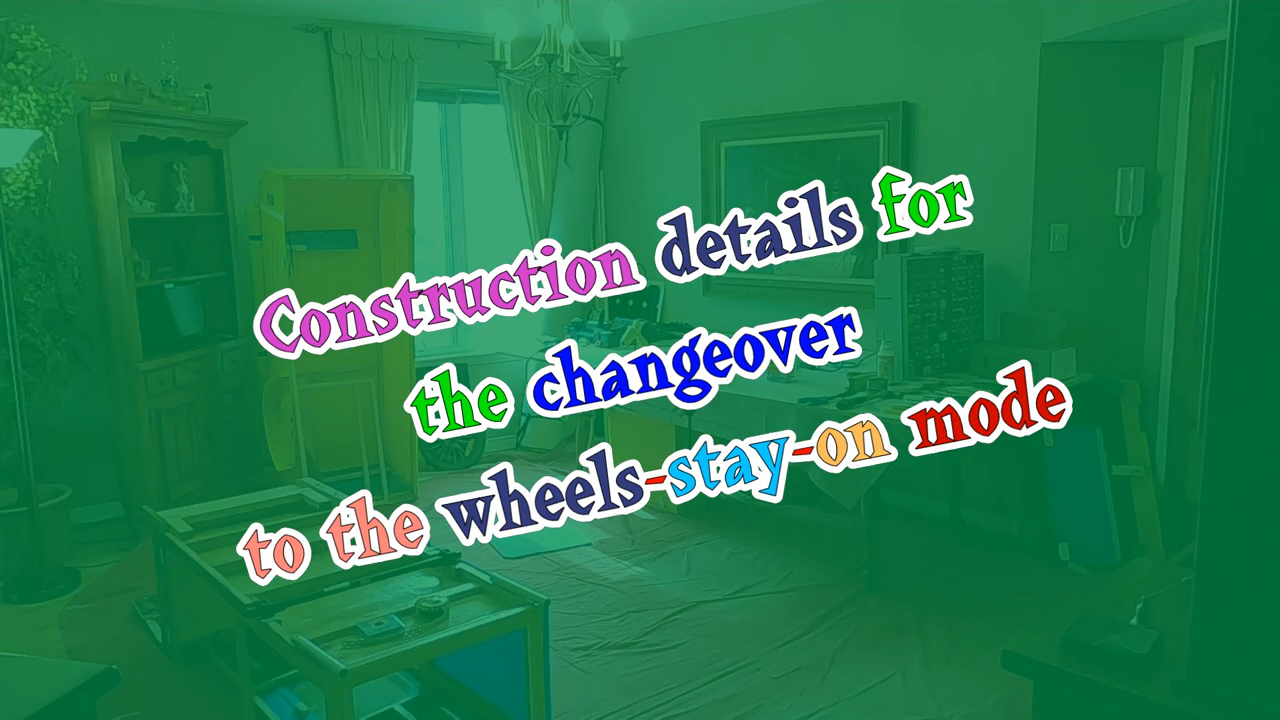 Construction details for
the changeover
to the wheels-stay-on mode